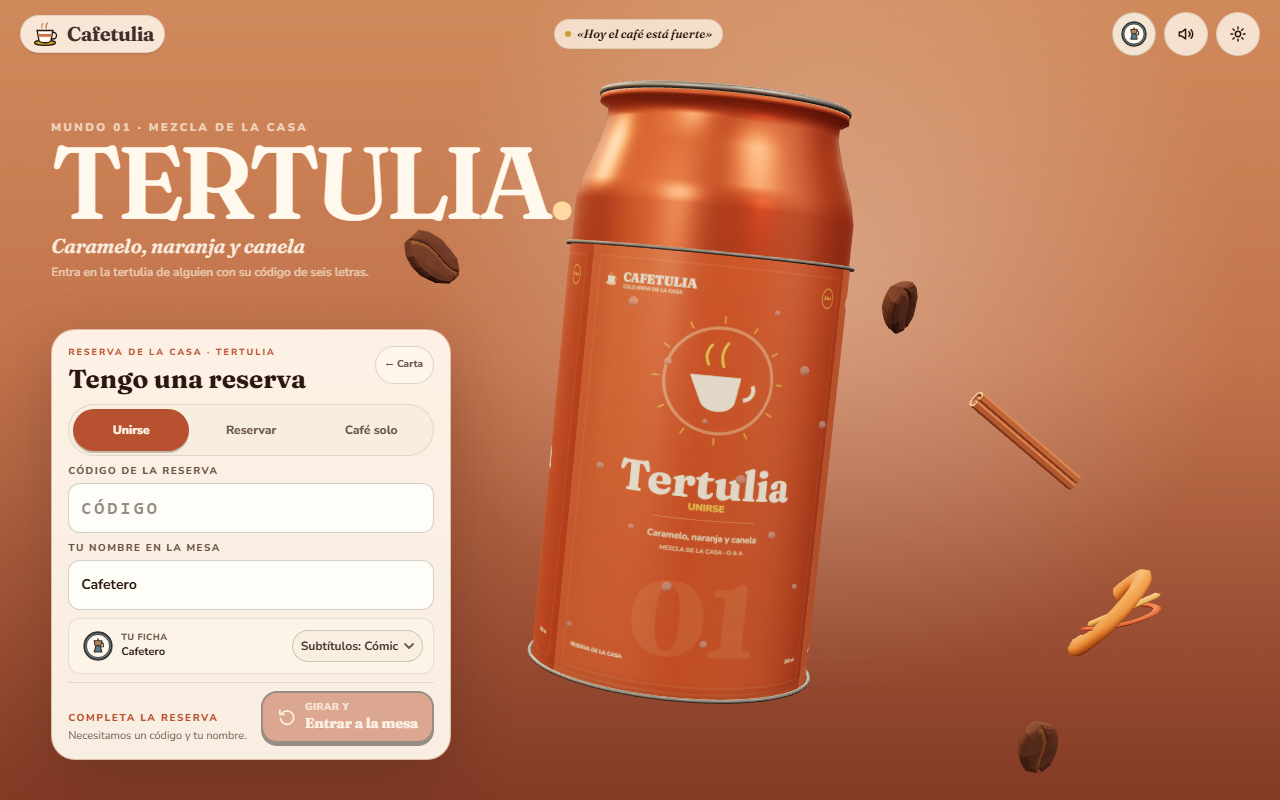 Cafetulia
«Hoy el café está fuerte»
MUNDO 01 · MEZCLA DE LA CASA
TERTULIA.
Caramelo, naranja y canela
Entra en la tertulia de alguien con su código de seis letras.
RESERVA DE LA CASA · TERTULIA
Tengo una reserva
← Carta
Unirse
Reservar
Café solo
CÓDIGO DE LA RESERVA
CÓDIGO
TU NOMBRE EN LA MESA
Cafetero
TU FICHA
Cafetero
Subtítulos: Cómic
COMPLETA LA RESERVA
Necesitamos un código y tu nombre.
GIRAR Y
Entrar a la mesa
CAFETULIA
COLD BREW DE LA CASA
Tertulia
UNIRSE
Caramelo, naranja y canela
MEZCLA DE LA CASA · D 8 A
01
RESERVA DE LA CASA